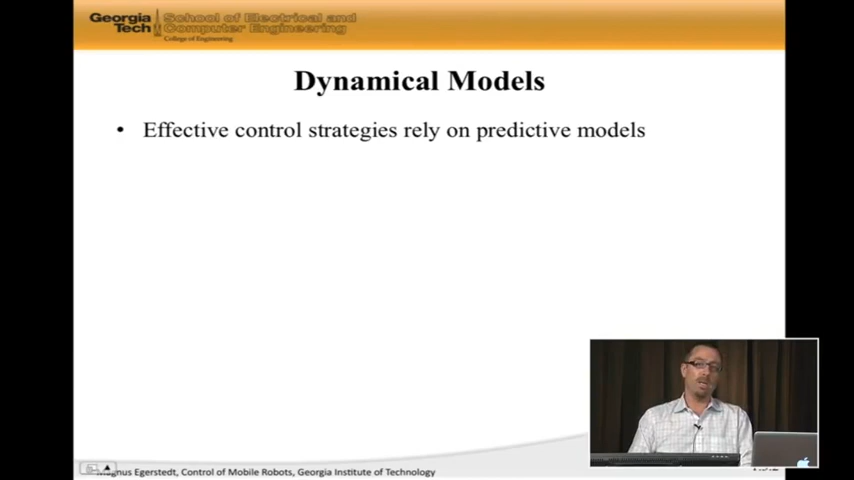 Georgia Tech
School of Electrical and Computer Engineering
College of Engineering
Dynamical Models
• Effective control strategies rely on predictive models
Magnus Egerstedt, Control of Mobile Robots, Georgia Institute of Technology